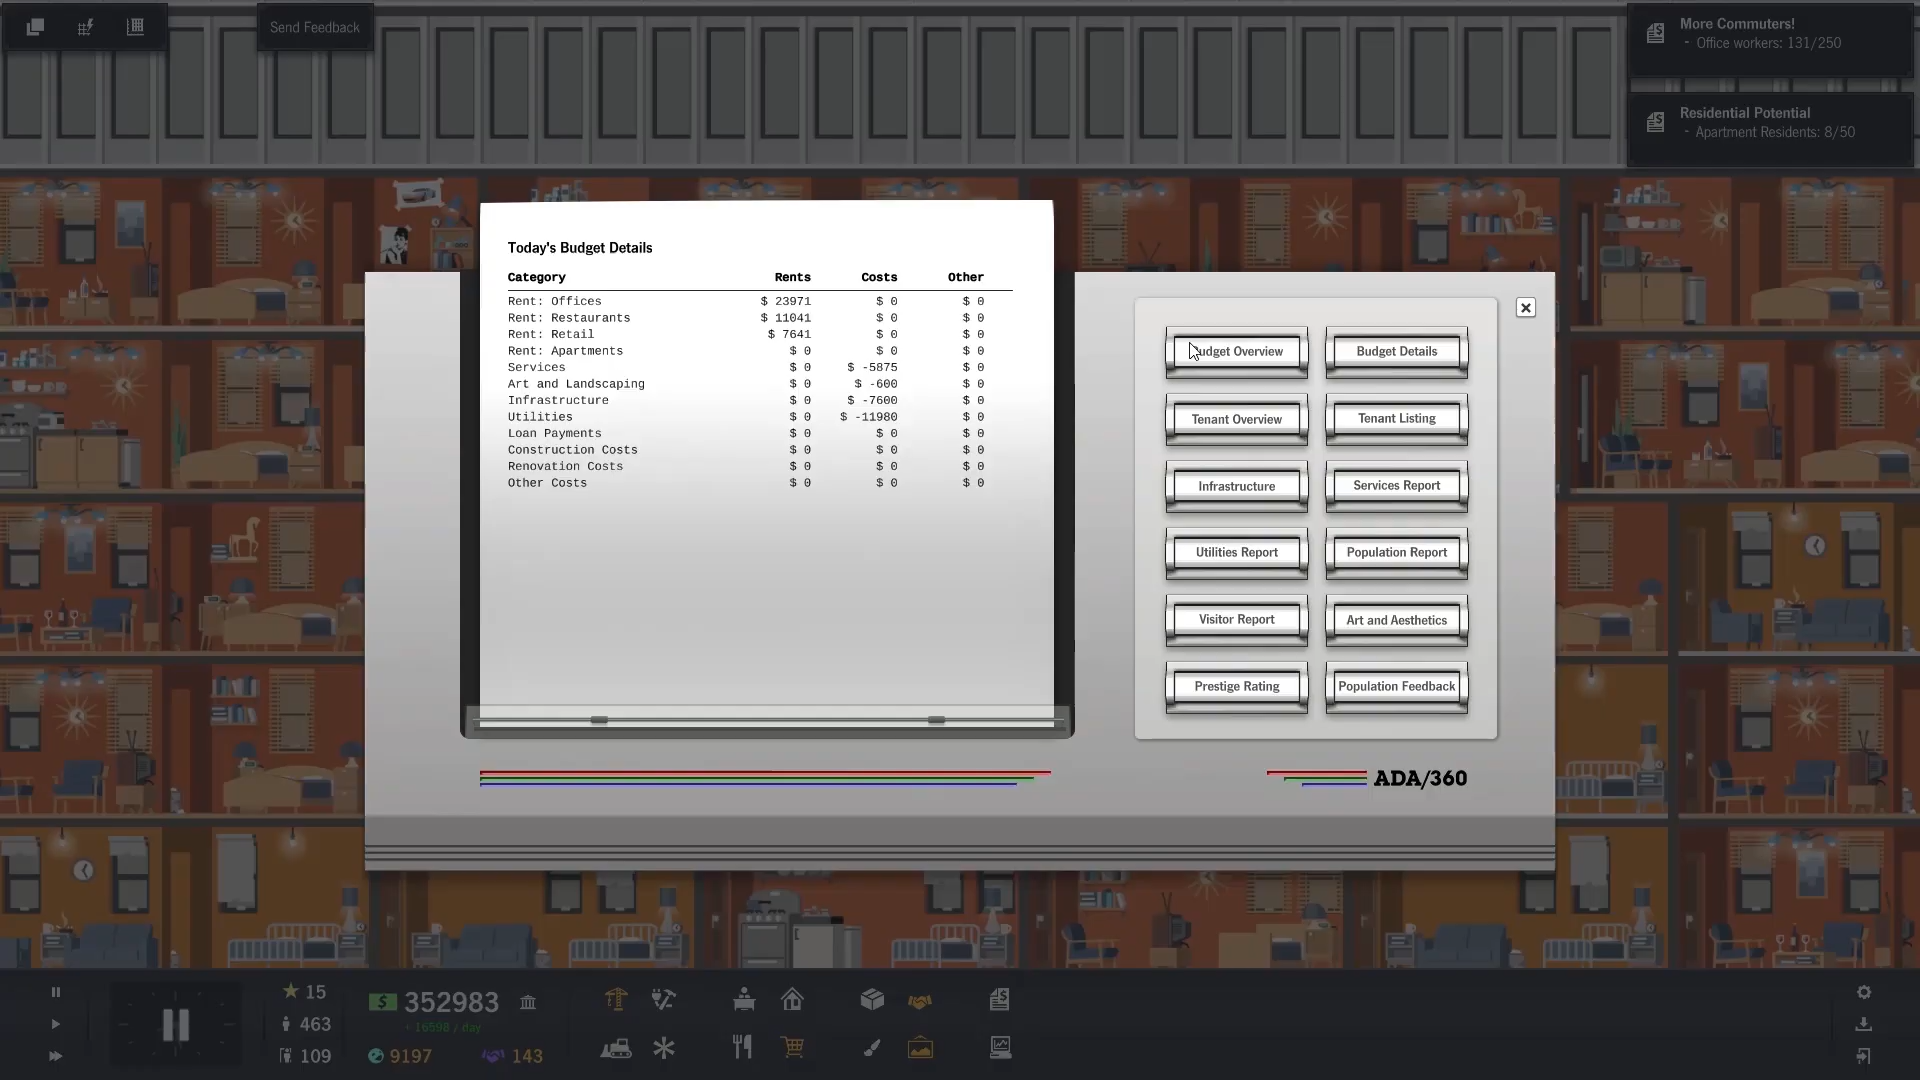 Send Feedback
More Commuters!
- Office workers: 131/250
Residential Potential
- Apartment Residents: 8/50
Today's Budget Details
Category Rents Costs Other
Rent: Offices $ 23971 $ 0 $ 0
Rent: Restaurants $ 11041 $ 0 $ 0
Rent: Retail $ 7641 $ 0 $ 0
Rent: Apartments $ 0 $ 0 $ 0
Services $ 0 $ -5875 $ 0
Art and Landscaping $ 0 $ -600 $ 0
Infrastructure $ 0 $ -7600 $ 0
Utilities $ 0 $ -11980 $ 0
Loan Payments $ 0 $ 0 $ 0
Construction Costs $ 0 $ 0 $ 0
Renovation Costs $ 0 $ 0 $ 0
Other Costs $ 0 $ 0 $ 0
Budget Overview Budget Details
Tenant Overview Tenant Listing
Infrastructure Services Report
Utilities Report Population Report
Visitor Report Art and Aesthetics
Prestige Rating Population Feedback
ADA/360
15
463
109
$ 352983
+ 16598 / day
9197 143